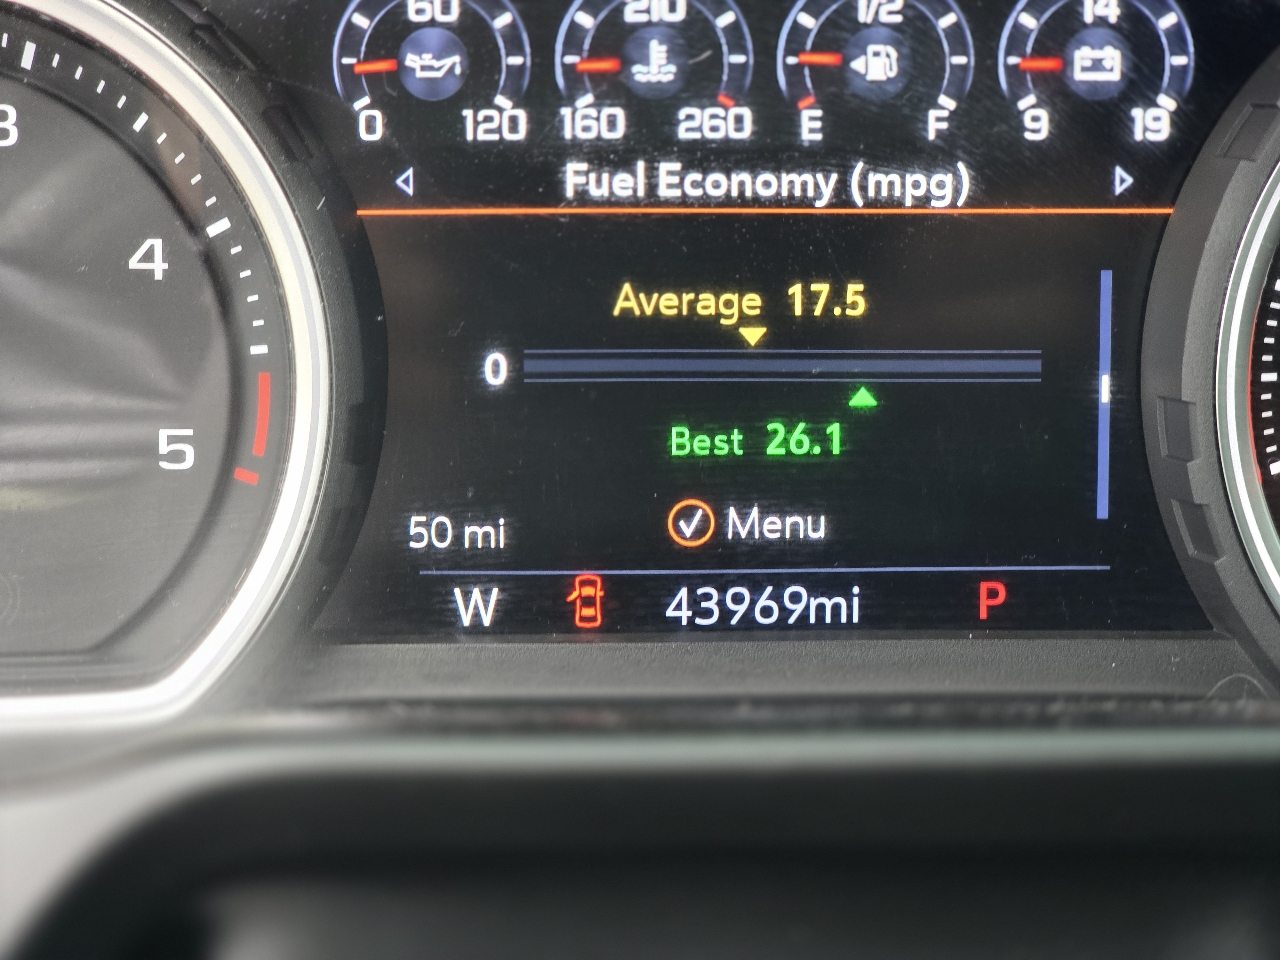 60 210 1/2 14
0 120 160 260 E F 9 19
Fuel Economy (mpg)
3
4
5
Average 17.5
0
Best 26.1
50 mi
Menu
W 43969mi P